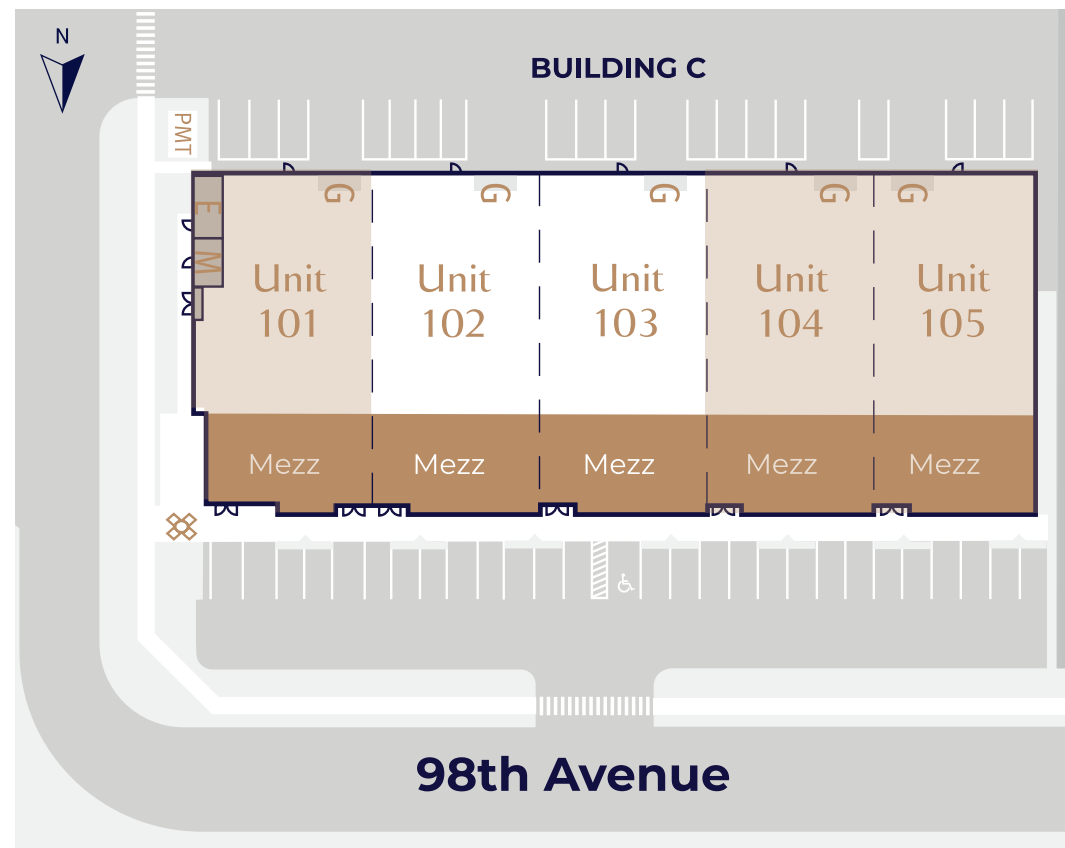 N
BUILDING C
PMT
G
G
G
G
G
E
M
Unit
101
Unit
102
Unit
103
Unit
104
Unit
105
Mezz
Mezz
Mezz
Mezz
Mezz
98th Avenue